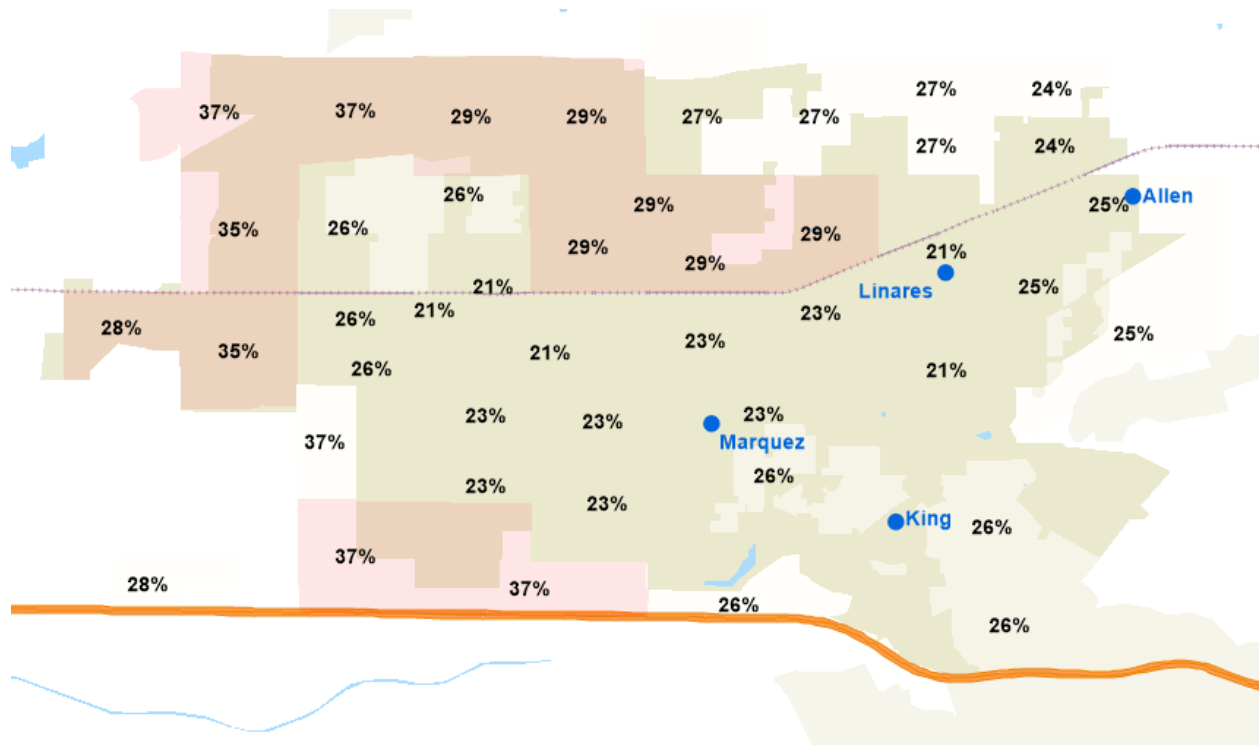 27% 24%
37% 37% 29% 29% 27% 27%
27% 24%
26%
29% 25% Allen
35% 26% 29%
29% 21%
29%
21% Linares 25%
21% 23%
28% 26% 25%
35% 21% 23%
26% 21%
23% 23% 23%
37% Marquez
26%
23%
23% King
26%
37%
28% 37%
26%
26%